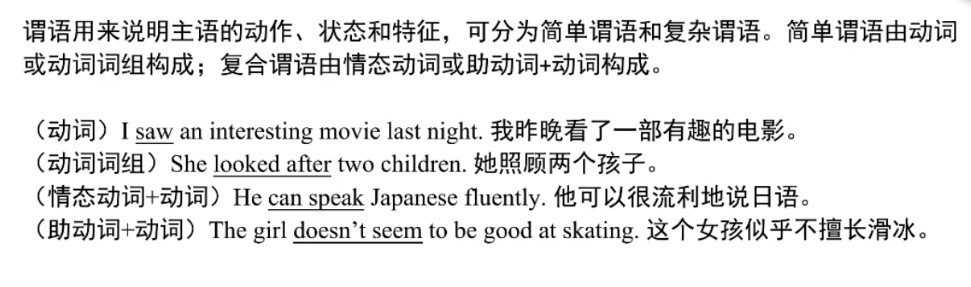 谓语用来说明主语的动作、状态和特征，可分为简单谓语和复杂谓语。简单谓语由动词
或动词词组构成；复合谓语由情态动词或助动词+动词构成。
（动词）I saw an interesting movie last night. 我昨晚看了一部有趣的电影。
（动词词组）She looked after two children. 她照顾两个孩子。
（情态动词+动词）He can speak Japanese fluently. 他可以很流利地说日语。
（助动词+动词）The girl doesn’t seem to be good at skating. 这个女孩似乎不擅长滑冰。